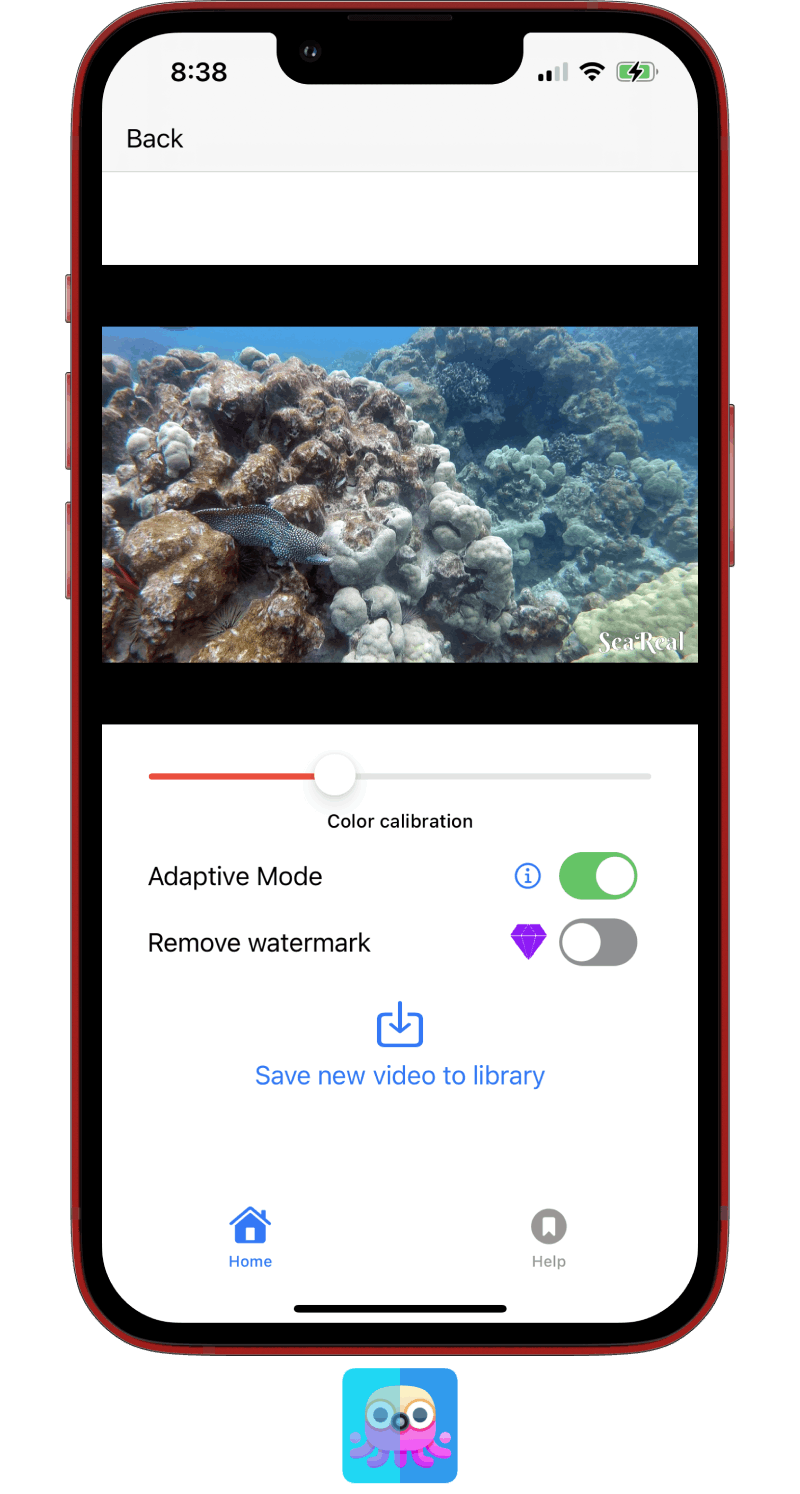 8:38
Back
SeaReal
Color calibration
Adaptive Mode
Remove watermark
Save new video to library
Home
Help